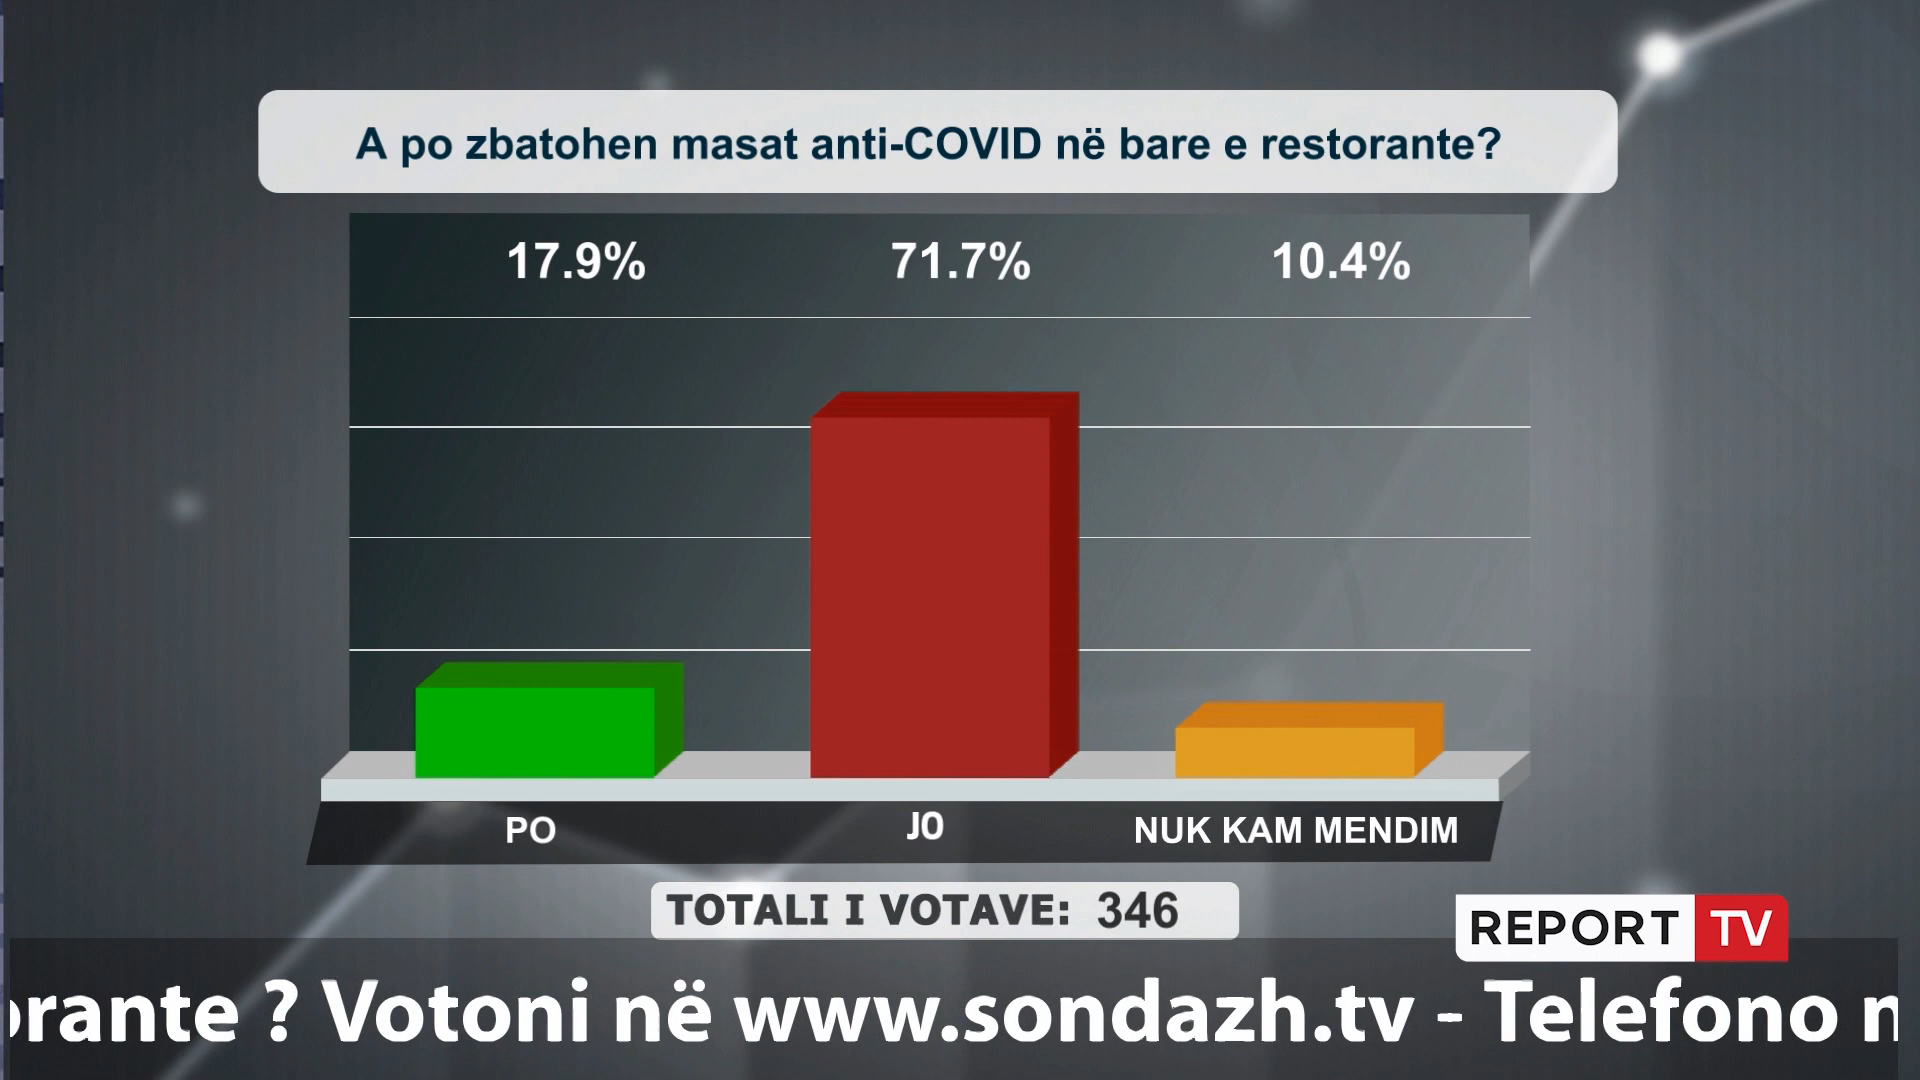 A po zbatohen masat anti-COVID në bare e restorante?
17.9% 71.7% 10.4%
PO JO NUK KAM MENDIM
TOTALI I VOTAVE: 346
REPORT TV
? Votoni në www.sondazh.tv - Telefono